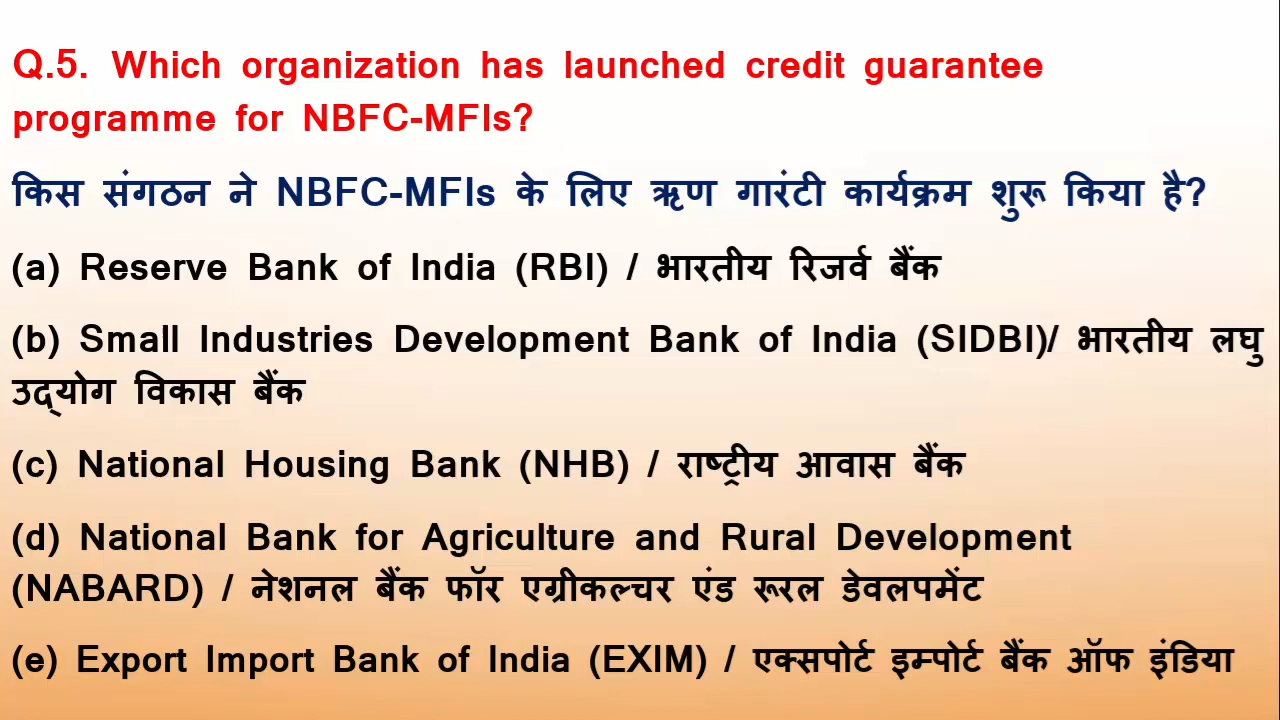 Q.5. Which organization has launched credit guarantee
programme for NBFC-MFIs?
किस संगठन ने NBFC-MFIs के लिए ऋण गारंटी कार्यक्रम शुरू किया है?
(a) Reserve Bank of India (RBI) / भारतीय रिजर्व बैंक
(b) Small Industries Development Bank of India (SIDBI)/ भारतीय लघु
उद्योग विकास बैंक
(c) National Housing Bank (NHB) / राष्ट्रीय आवास बैंक
(d) National Bank for Agriculture and Rural Development
(NABARD) / नेशनल बैंक फॉर एग्रीकल्चर एंड रूरल डेवलपमेंट
(e) Export Import Bank of India (EXIM) / एक्सपोर्ट इम्पोर्ट बैंक ऑफ इंडिया